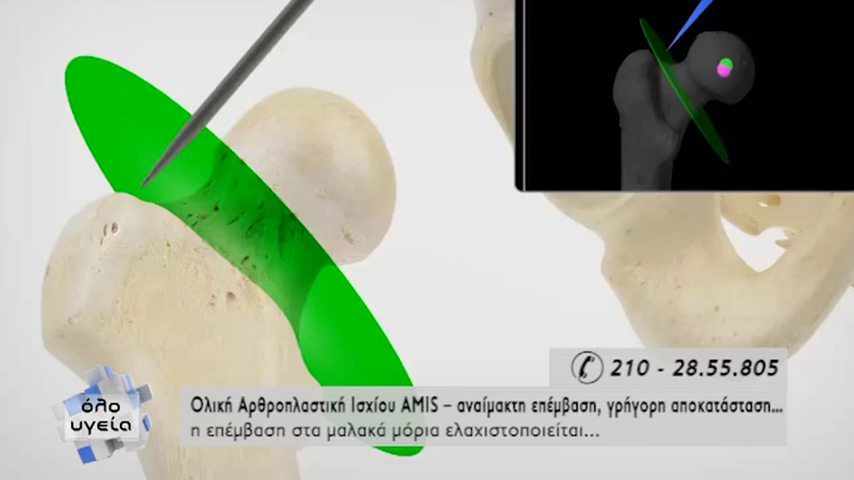 210 - 28.55.805
Ολική Αρθροπλαστική Ισχίου AMIS – αναίμακτη επέμβαση, γρήγορη αποκατάσταση...
η επέμβαση στα μαλακά μόρια ελαχιστοποιείται...
όλο
υγεία